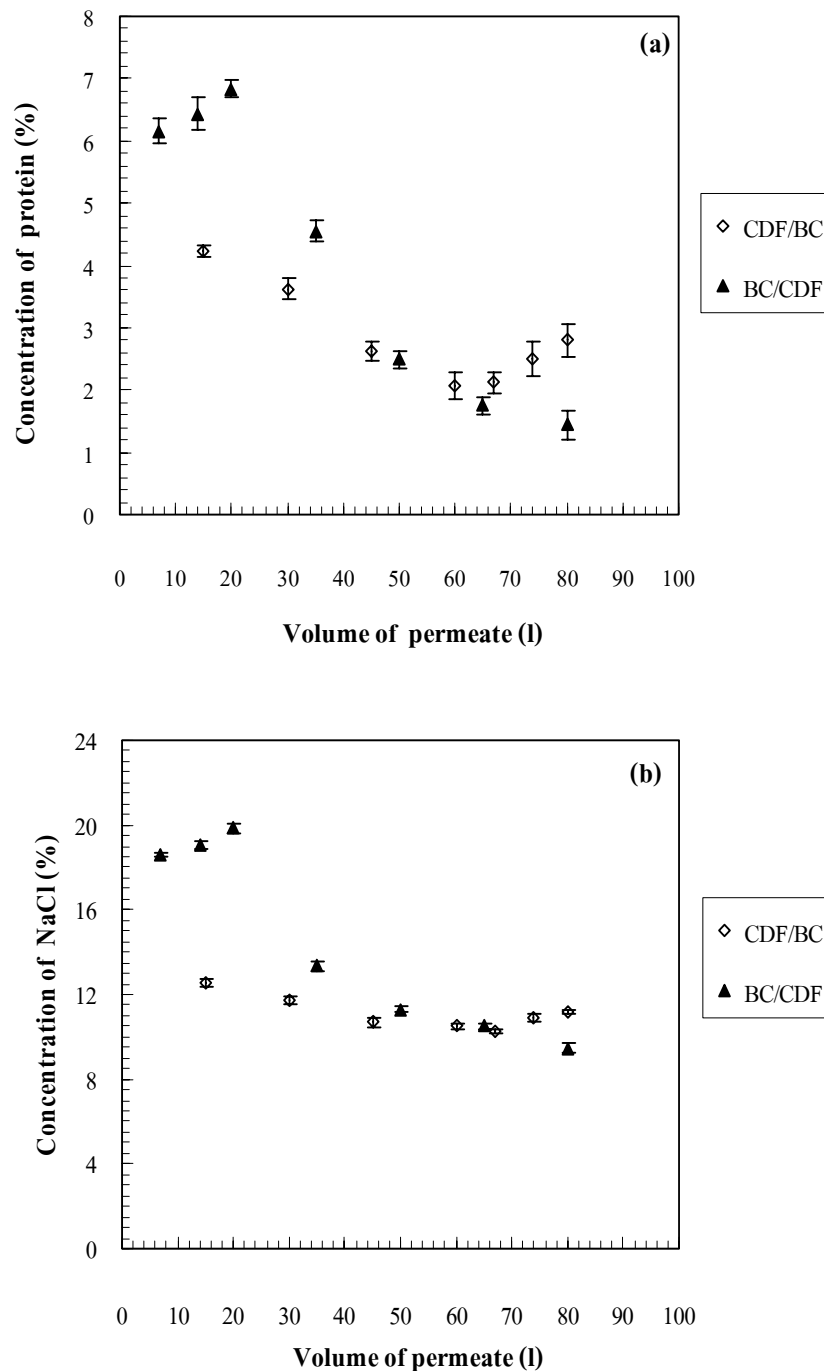 (a)
Concentration of protein (%)
8
7
6
5
4
3
2
1
0
0 10 20 30 40 50 60 70 80 90 100
Volume of permeate (l)
CDF/BC
BC/CDF
(b)
Concentration of NaCl (%)
24
20
16
12
8
4
0
0 10 20 30 40 50 60 70 80 90 100
Volume of permeate (l)
CDF/BC
BC/CDF